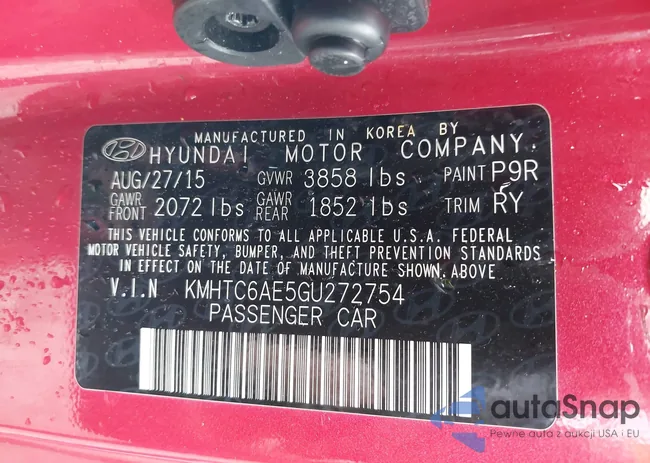 MANUFACTURED IN KOREA BY
HYUNDAI MOTOR COMPANY.
AUG/27/15 GVWR 3858 lbs PAINT P9R
GAWR FRONT 2072 lbs GAWR REAR 1852 lbs TRIM RY
THIS VEHICLE CONFORMS TO ALL APPLICABLE U.S.A. FEDERAL
MOTOR VEHICLE SAFETY, BUMPER, AND THEFT PREVENTION STANDARDS
IN EFFECT ON THE DATE OF MANUFACTURE SHOWN. ABOVE.
V.I.N KMHTC6AE5GU272754
PASSENGER CAR
autoSnap
Pewne auta z aukcji USA i EU